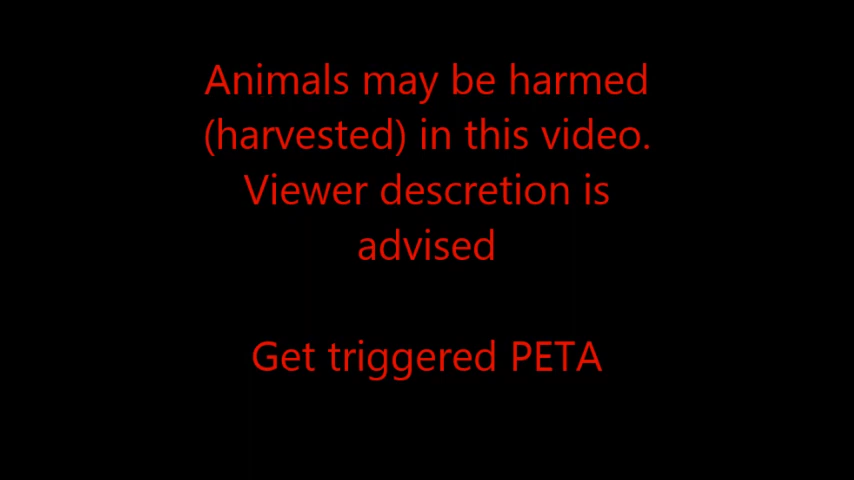 Animals may be harmed
(harvested) in this video.
Viewer descretion is
advised
Get triggered PETA